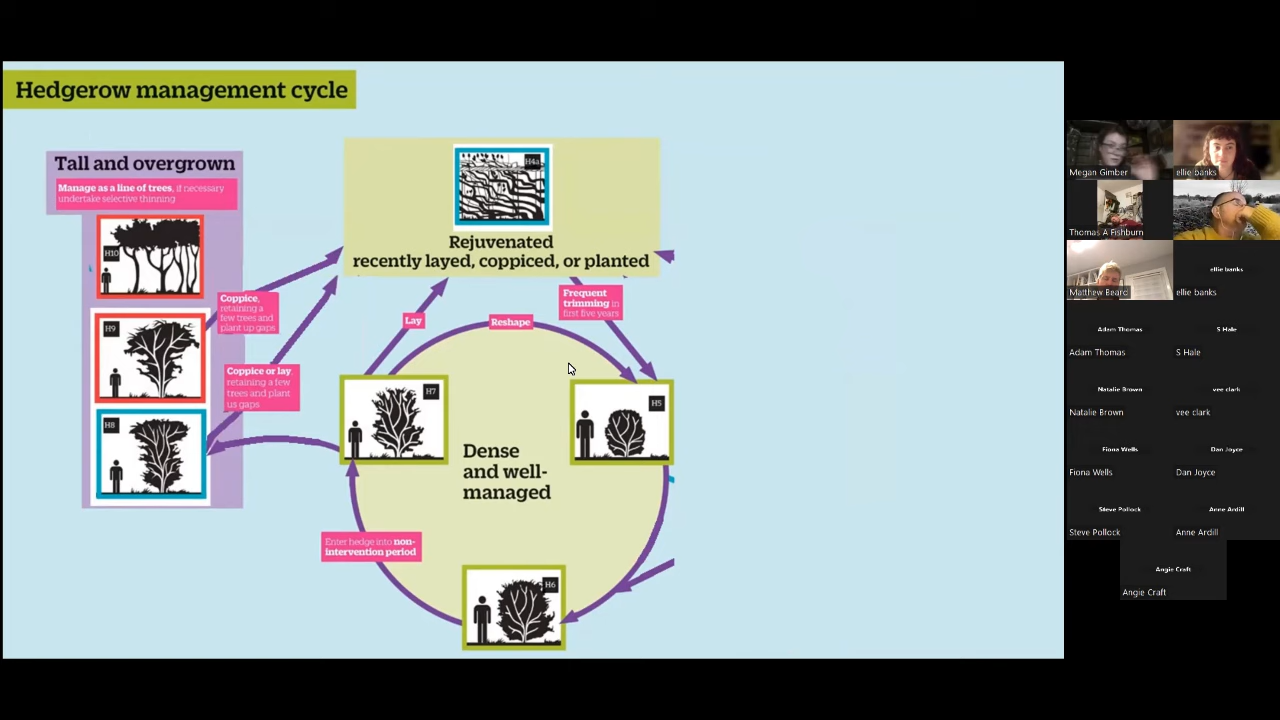 Hedgerow management cycle
Tall and overgrown
Manage as a line of trees, if necessary
undertake selective thinning
H10
H9
H8
Coppice,
retaining a
few trees and
plant up gaps
Coppice or lay
retaining a few
trees and plant
us gaps
H4a
Rejuvenated
recently layed, coppiced, or planted
Lay
Reshape
Frequent
trimming in
first five years
H7
H5
Dense
and well-
managed
Enter hedge into non-
intervention period
H6
Megan Gimber
ellie banks
Thomas A Fishburn
Matthew Beard
ellie banks
ellie banks
Adam Thomas
Adam Thomas
S Hale
S Hale
Natalie Brown
Natalie Brown
vee clark
vee clark
Fiona Wells
Fiona Wells
Dan Joyce
Dan Joyce
Steve Pollock
Steve Pollock
Anne Ardill
Anne Ardill
Angie Craft
Angie Craft